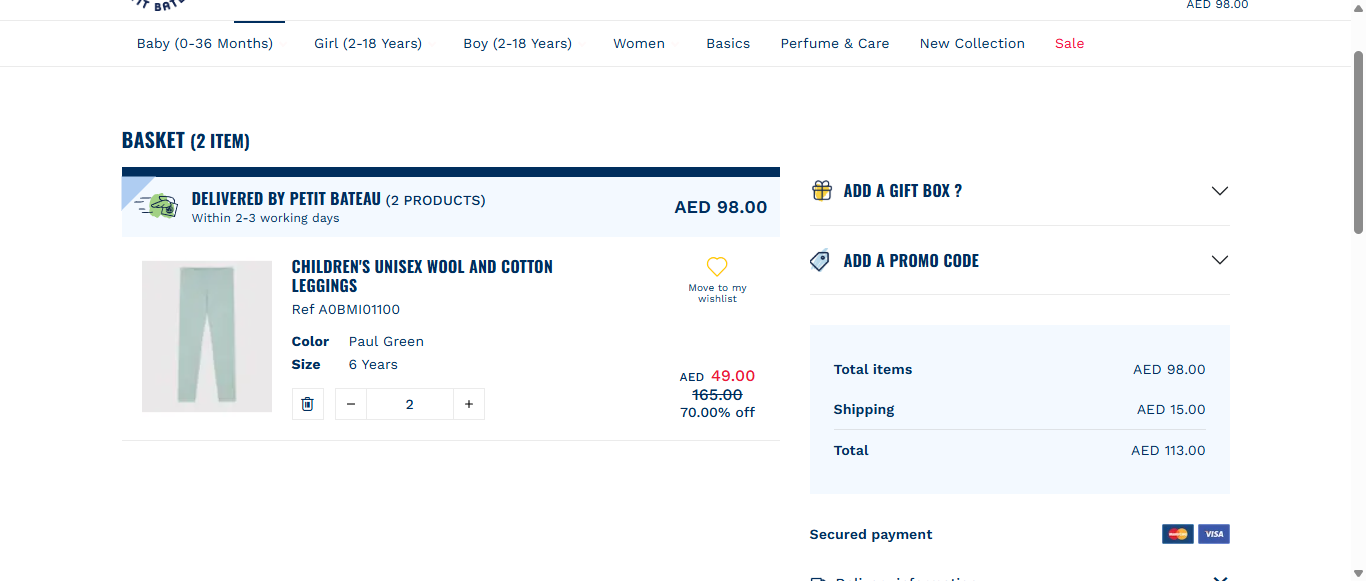 AED 98.00
Baby (0-36 Months) Girl (2-18 Years) Boy (2-18 Years) Women Basics Perfume & Care New Collection Sale
BASKET (2 ITEM)
DELIVERED BY PETIT BATEAU (2 PRODUCTS)
Within 2-3 working days
AED 98.00
CHILDREN'S UNISEX WOOL AND COTTON
LEGGINGS
Ref A0BMI01100
Color Paul Green
Size 6 Years
− 2 +
Move to my
wishlist
AED 49.00
165.00
70.00% off
ADD A GIFT BOX ?
ADD A PROMO CODE
Total items AED 98.00
Shipping AED 15.00
Total AED 113.00
Secured payment
VISA